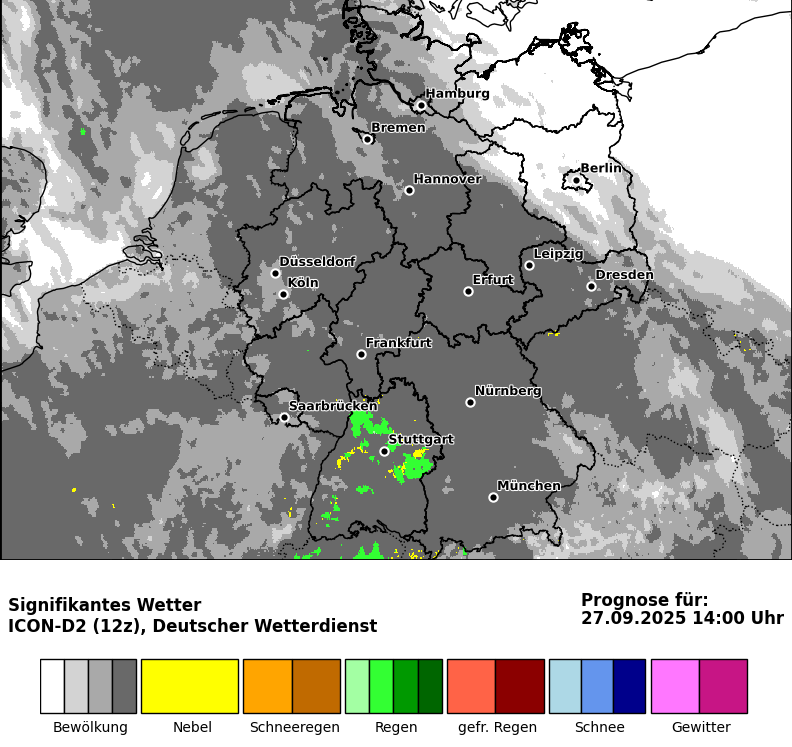 Hamburg
Bremen
Berlin
Hannover
Leipzig
Düsseldorf
Dresden
Köln
Erfurt
Frankfurt
Nürnberg
Saarbrücken
Stuttgart
München
Signifikantes Wetter
ICON-D2 (12z), Deutscher Wetterdienst
Prognose für:
27.09.2025 14:00 Uhr
Bewölkung Nebel Schneeregen Regen gefr. Regen Schnee Gewitter